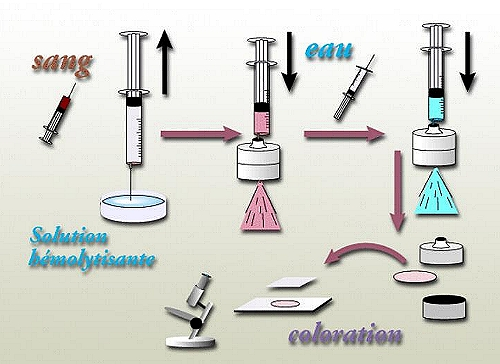 sang
eau
Solution
hémolytisante
coloration